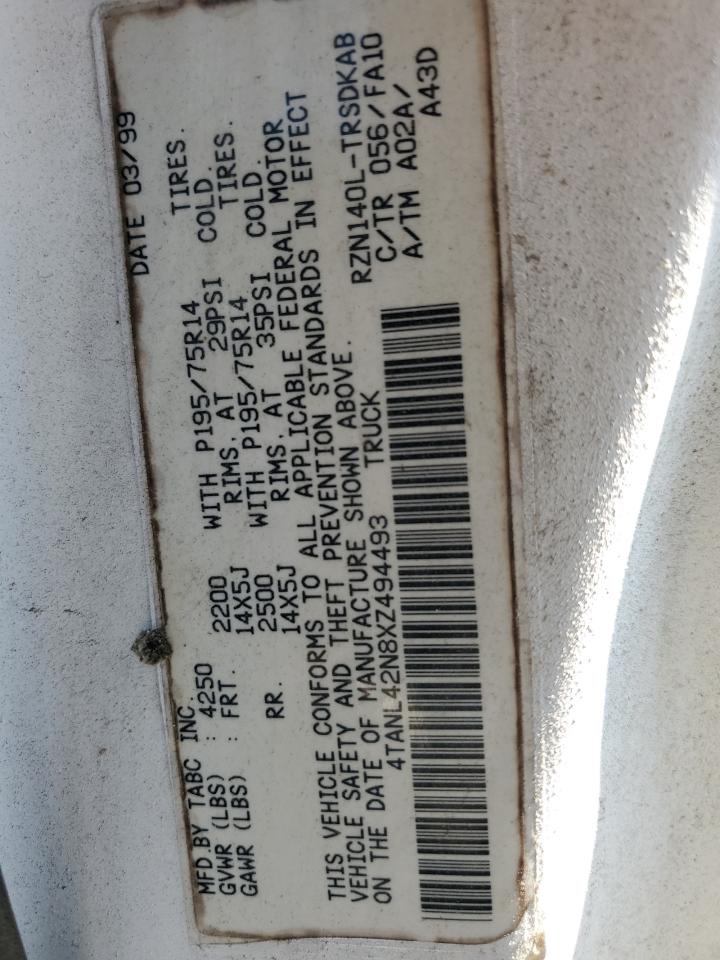 MFD.BY TABC INC. DATE 03/99
GVWR (LBS) : 4250
GAWR (LBS) : FRT. 2200 WITH P195/75R14 TIRES.
14X5J RIMS, AT 29PSI COLD.
RR. 2500 WITH P195/75R14 TIRES.
14X5J RIMS, AT 35PSI COLD.
THIS VEHICLE CONFORMS TO ALL APPLICABLE FEDERAL MOTOR
VEHICLE SAFETY AND THEFT PREVENTION STANDARDS IN EFFECT
ON THE DATE OF MANUFACTURE SHOWN ABOVE.
4TANL42N8XZ494493 TRUCK
RZN140L-TRSDKAB
C/TR 056/FA10
A/TM A02A/
A43D